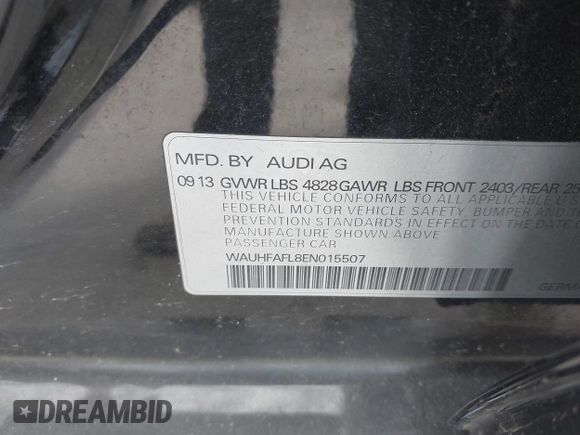 MFD. BY AUDI AG
09 13 GVWR LBS 4828 GAWR LBS FRONT 2403/REAR 25
THIS VEHICLE CONFORMS TO ALL APPLICABLE U.S
FEDERAL MOTOR VEHICLE SAFETY, BUMPER AND
PREVENTION STANDARDS IN EFFECT ON THE DATE
MANUFACTURE SHOWN ABOVE
PASSENGER CAR
WAUHFAFL8EN015507
GERM
DREAMBID